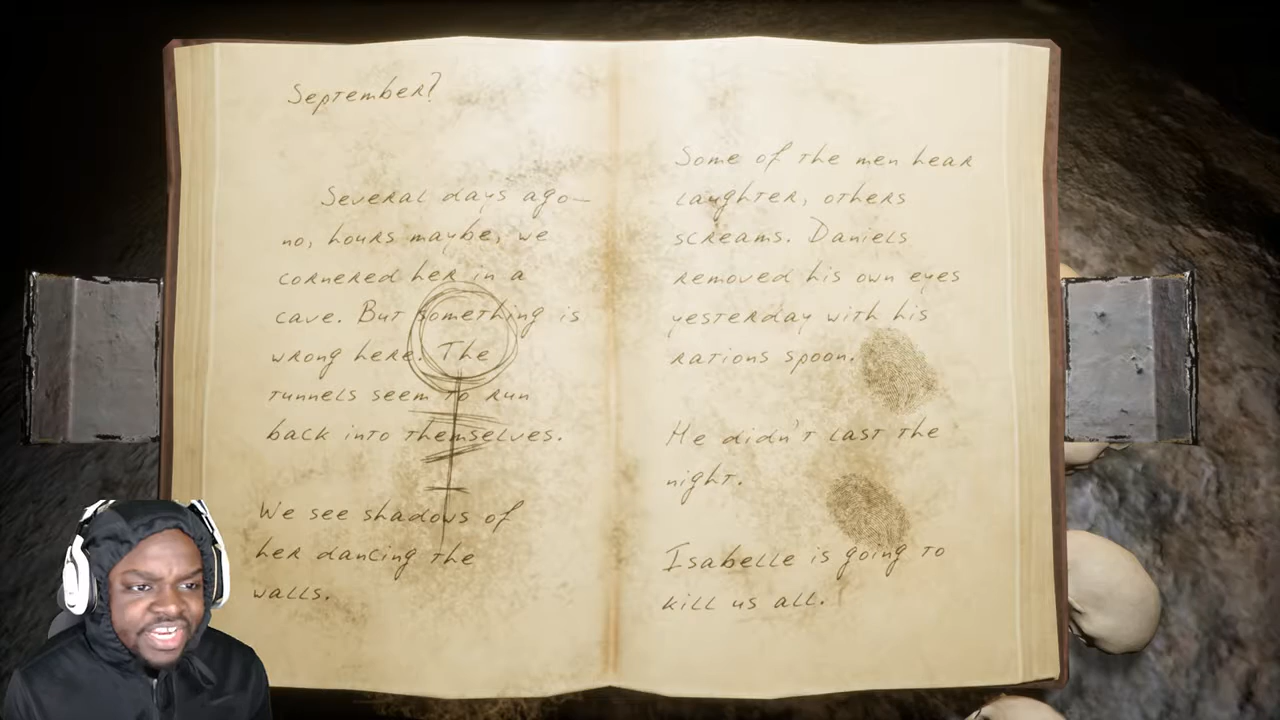 September?
Several days ago—
no, hours maybe, we
cornered her in a
cave. But something is
wrong here. The
tunnels seem to run
back into themselves.
We see shadows of
her dancing the
walls.
Some of the men hear
laughter, others
screams. Daniels
removed his own eyes
yesterday with his
rations spoon.
He didn't last the
night.
Isabelle is going to
kill us all.